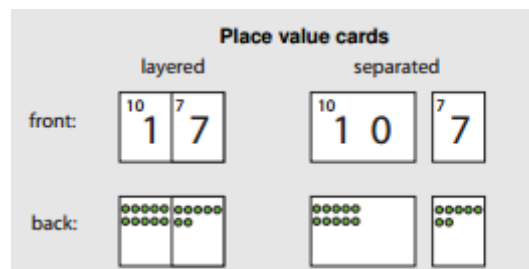 Place value cards
layered separated
front: 10 1 7 7 10 1 0 7 7
back: